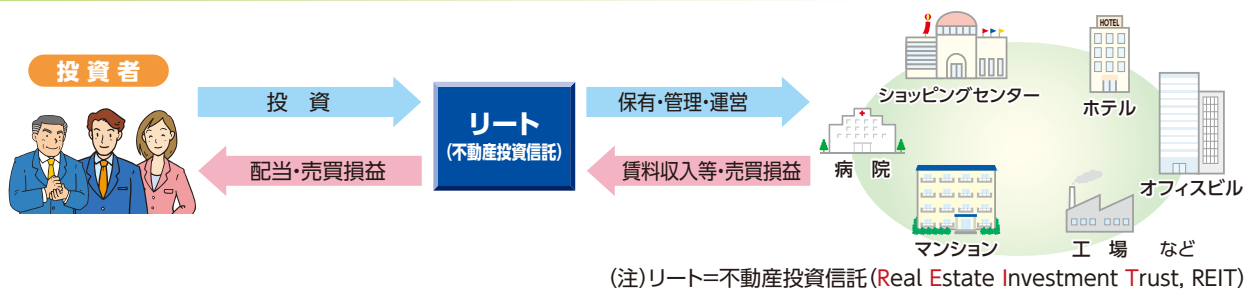 投資者
投　資
配当・売買損益
リート
(不動産投資信託)
保有・管理・運営
賃料収入等・売買損益
ショッピングセンター
HOTEL
ホテル
病　院
オフィスビル
マンション
工　場　など
(注)リート=不動産投資信託(Real Estate Investment Trust, REIT)